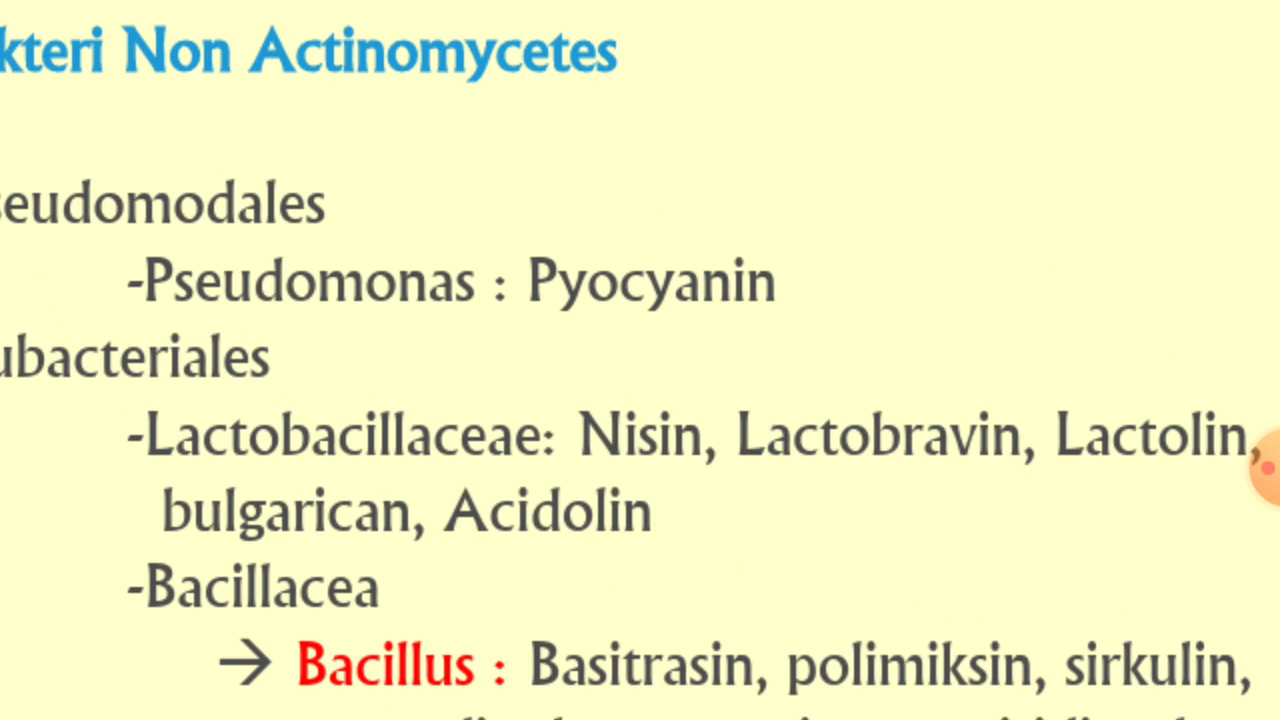 kteri Non Actinomycetes
seudomodales
-Pseudomonas : Pyocyanin
ubacteriales
-Lactobacillaceae: Nisin, Lactobravin, Lactolin,
bulgarican, Acidolin
-Bacillacea
→ Bacillus : Basitrasin, polimiksin, sirkulin,